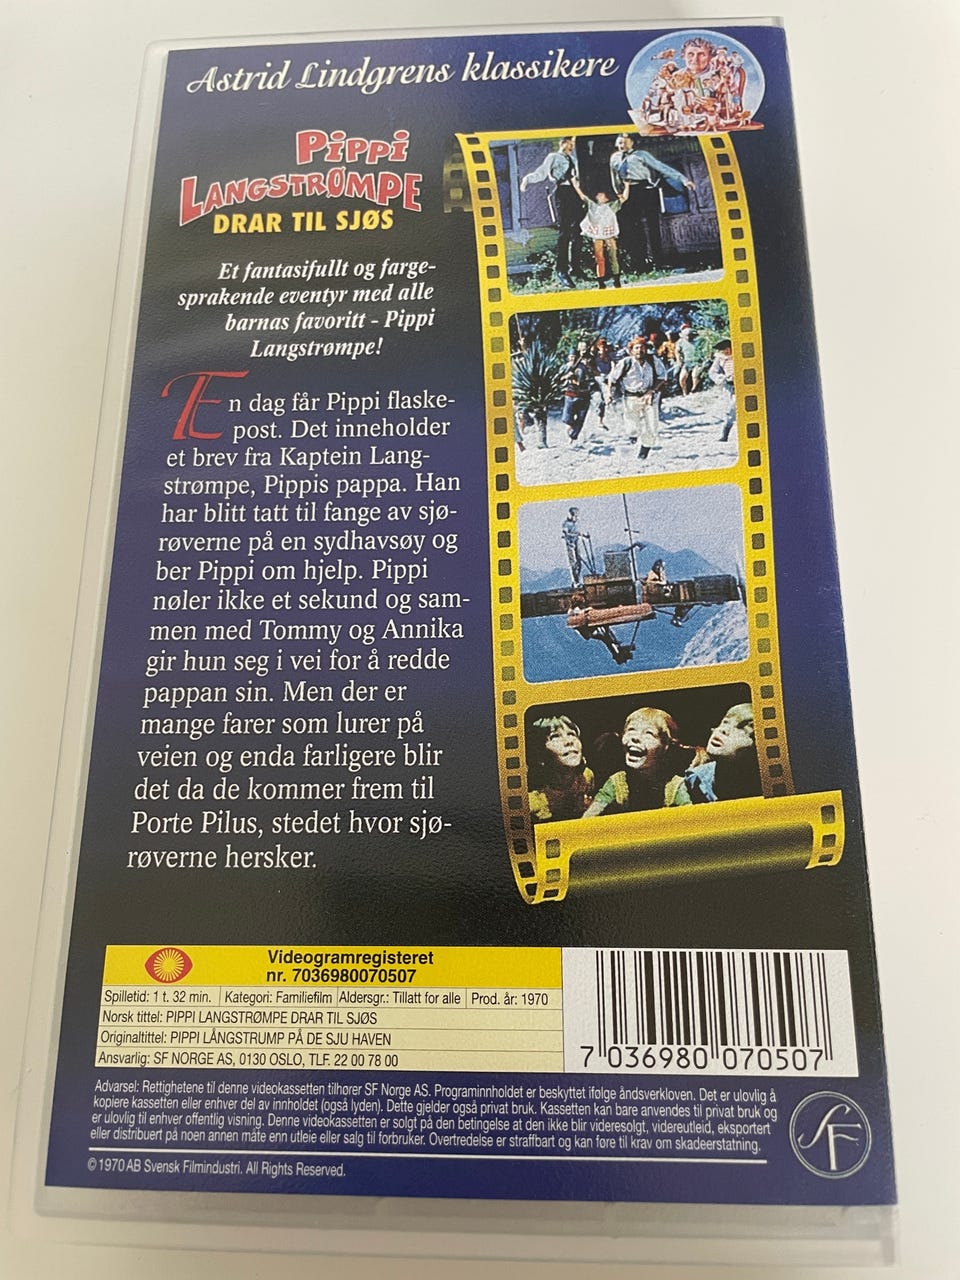 Astrid Lindgrens klassikere
PIPPI
LANGSTRØMPE
DRAR TIL SJØS
Et fantasifullt og farge-
sprakende eventyr med alle
barnas favoritt - Pippi
Langstrømpe!
En dag får Pippi flaske-
post. Det inneholder
et brev fra Kaptein Lang-
strømpe, Pippis pappa. Han
har blitt tatt til fange av sjø-
røverne på en sydhavsøy og
ber Pippi om hjelp. Pippi
nøler ikke et sekund og sam-
men med Tommy og Annika
gir hun seg i vei for å redde
pappan sin. Men der er
mange farer som lurer på
veien og enda farligere blir
det da de kommer frem til
Porte Pilus, stedet hvor sjø-
røverne hersker.
Videogramregisteret
nr. 7036980070507
Spilletid: 1 t. 32 min. Kategori: Familiefilm Aldersgr.: Tillatt for alle Prod. år: 1970
Norsk tittel: PIPPI LANGSTRØMPE DRAR TIL SJØS
Originaltittel: PIPPI LÅNGSTRUMP PÅ DE SJU HAVEN
Ansvarlig: SF NORGE AS, 0130 OSLO, TLF. 22 00 78 00
7 036980 070507
Advarsel: Rettighetene til denne videokassetten tilhører SF Norge AS. Programinnholdet er beskyttet ifølge åndsverkloven. Det er ulovlig å
kopiere kassetten eller enhver del av innholdet (også lyden). Dette gjelder også privat bruk. Kassetten kan bare anvendes til privat bruk og
er ulovlig til enhver offentlig visning. Denne videokassetten er solgt på den betingelse at den ikke blir videresolgt, videreutleid, eksportert
eller distribuert på noen annen måte enn utleie eller salg til forbruker. Overtredelse er straffbart og kan føre til krav om skadeerstatning.
SF
© 1970 AB Svensk Filmindustri. All Rights Reserved.